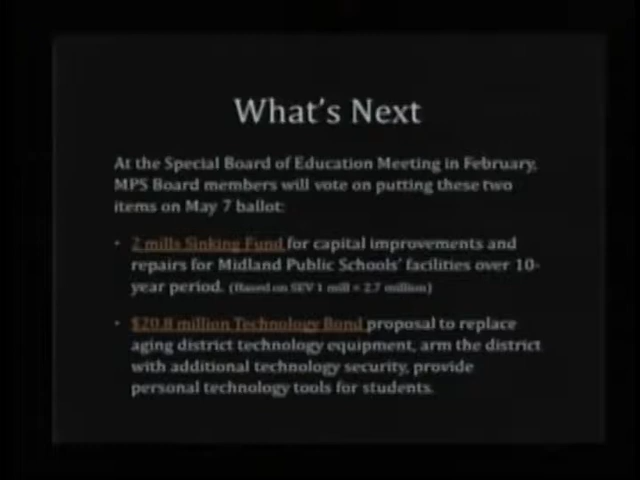 What's Next
At the Special Board of Education Meeting in February,
MPS Board members will vote on putting these two
items on May 7 ballot:
• 2 mills Sinking Fund for capital improvements and
repairs for Midland Public Schools' facilities over 10-
year period. (Based on SEV 1 mill = 2.7 million)
• $20.8 million Technology Bond proposal to replace
aging district technology equipment, arm the district
with additional technology security, provide
personal technology tools for students.